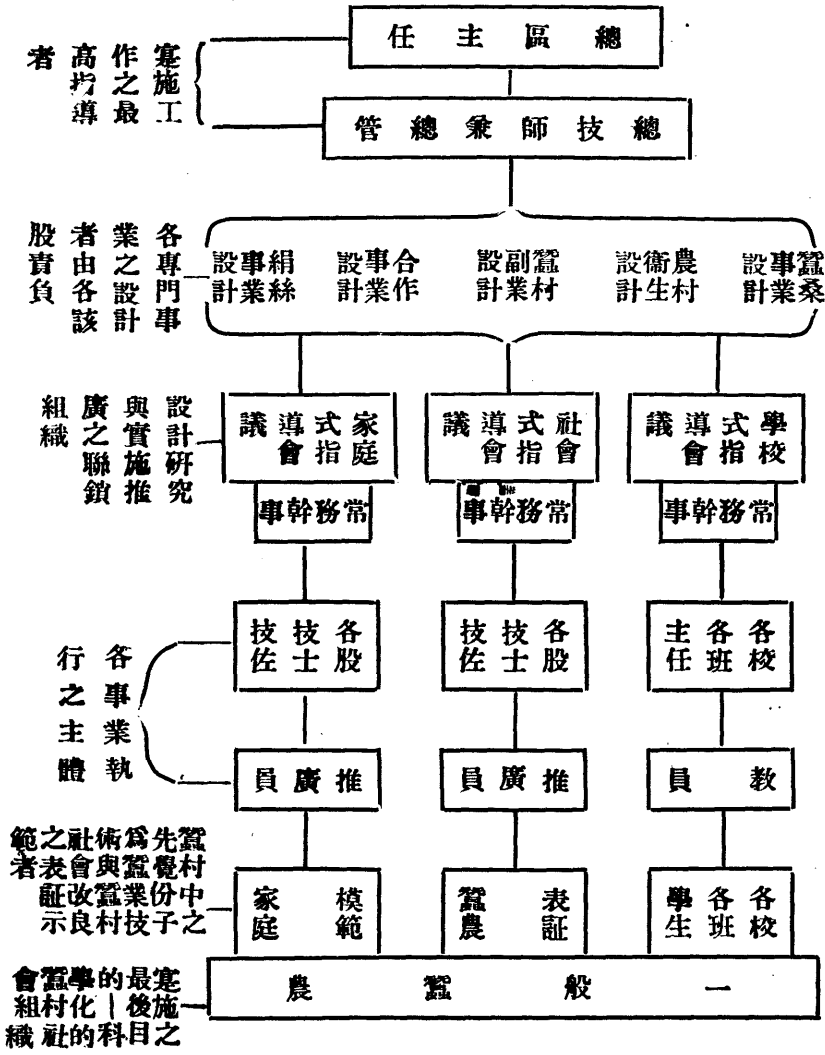 總區主任
總技師兼總管
寔施工作之最高指導者
蠶桑事業設計
農村衞生設計
蠶村副業設計
合作事業設計
絹絲事業設計
各專門事業之設計者由各該股責負
學校式指導會議
社會式指導會議
家庭式指導會議
設計研究與實施推廣之聯鎖組織
常務幹事
常務幹事
常務幹事
各校各班主任
各股技士技佐
各股技士技佐
各事業執行之主體
教員
推廣員
推廣員
各校各班學生
表証蠶農
模範家庭
蠶村中之先覺份子爲蠶業技術與蠶村社會改良之表証示範者
一般蠶農
寔施之最後目的｜科學化的蠶村社會組織